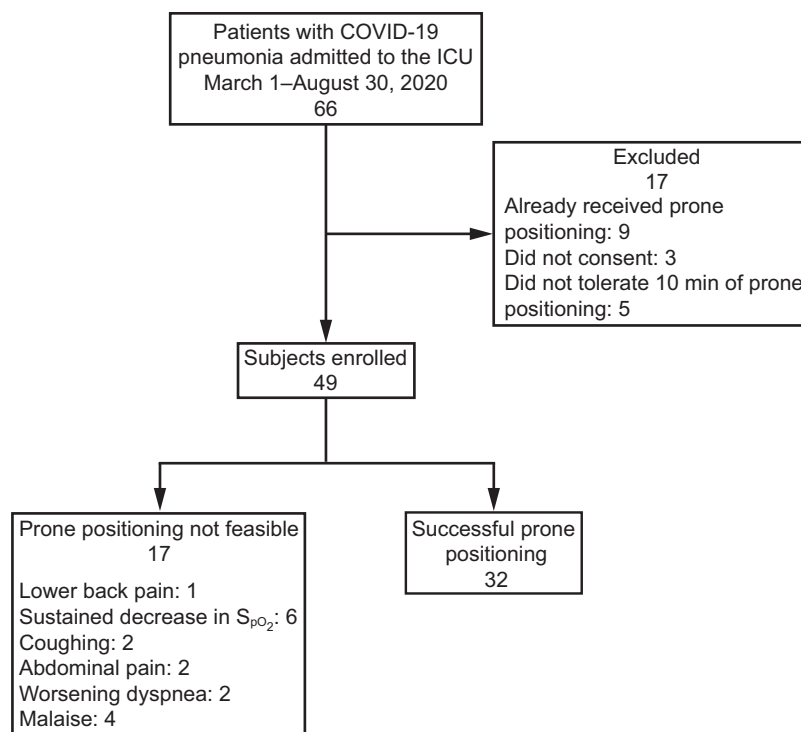 Patients with COVID-19
pneumonia admitted to the ICU
March 1–August 30, 2020
66
Excluded
17
Already received prone
positioning: 9
Did not consent: 3
Did not tolerate 10 min of prone
positioning: 5
Subjects enrolled
49
Prone positioning not feasible
17
Lower back pain: 1
Sustained decrease in SpO2: 6
Coughing: 2
Abdominal pain: 2
Worsening dyspnea: 2
Malaise: 4
Successful prone
positioning
32